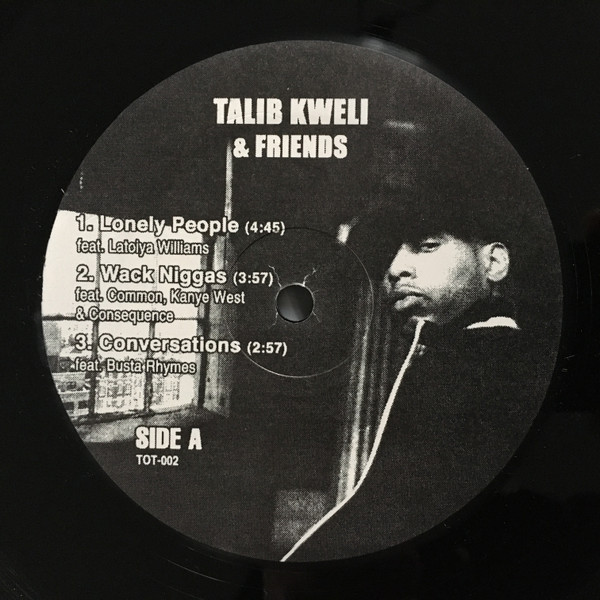 TALIB KWELI
& FRIENDS
1. Lonely People (4:45)
feat. Latoiya Williams
2. Wack Niggas (3:57)
feat. Common, Kanye West
& Consequence
3. Conversations (2:57)
feat. Busta Rhymes
SIDE A
TOT-002